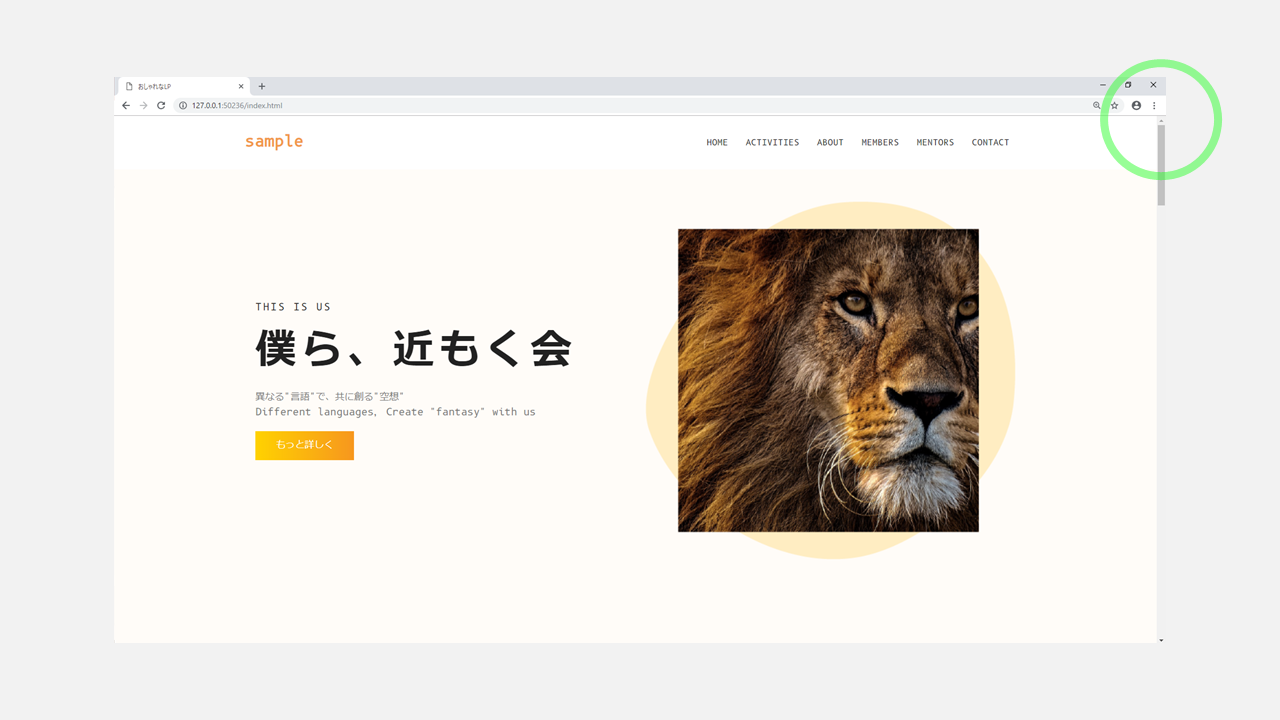 おしゃれなLP
127.0.0.1:50236/index.html
sample
HOME ACTIVITIES ABOUT MEMBERS MENTORS CONTACT
THIS IS US
僕ら、近もく会
異なる"言語"で、共に創る"空想"
Different languages, Create "fantasy" with us
もっと詳しく